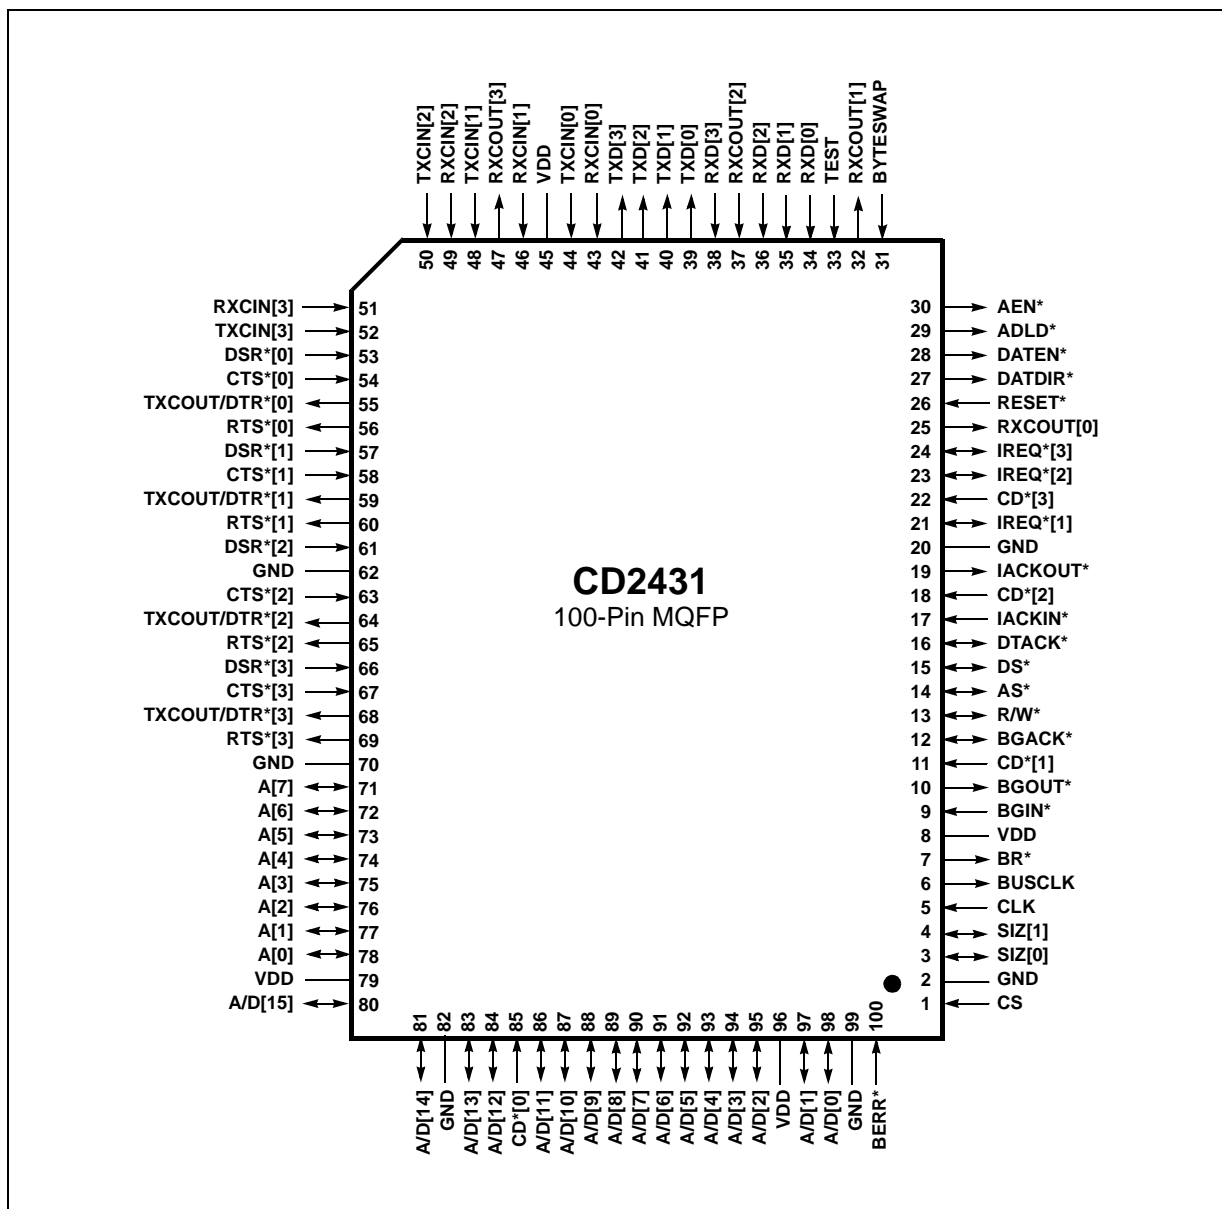 TXCIN[2]
RXCIN[2]
TXCIN[1]
RXCOUT[3]
RXCIN[1]
VDD
TXCIN[0]
RXCIN[0]
TXD[3]
TXD[2]
TXD[1]
TXD[0]
RXD[3]
RXCOUT[2]
RXD[2]
RXD[1]
RXD[0]
TEST
RXCOUT[1]
BYTESWAP
50
49
48
47
46
45
44
43
42
41
40
39
38
37
36
35
34
33
32
31
RXCIN[3] 51
TXCIN[3] 52
DSR*[0] 53
CTS*[0] 54
TXCOUT/DTR*[0] 55
RTS*[0] 56
DSR*[1] 57
CTS*[1] 58
TXCOUT/DTR*[1] 59
RTS*[1] 60
DSR*[2] 61
GND 62
CTS*[2] 63
TXCOUT/DTR*[2] 64
RTS*[2] 65
DSR*[3] 66
CTS*[3] 67
TXCOUT/DTR*[3] 68
RTS*[3] 69
GND 70
A[7] 71
A[6] 72
A[5] 73
A[4] 74
A[3] 75
A[2] 76
A[1] 77
A[0] 78
VDD 79
A/D[15] 80
CD2431
100-Pin MQFP
30 AEN*
29 ADLD*
28 DATEN*
27 DATDIR*
26 RESET*
25 RXCOUT[0]
24 IREQ*[3]
23 IREQ*[2]
22 CD*[3]
21 IREQ*[1]
20 GND
19 IACKOUT*
18 CD*[2]
17 IACKIN*
16 DTACK*
15 DS*
14 AS*
13 R/W*
12 BGACK*
11 CD*[1]
10 BGOUT*
9 BGIN*
8 VDD
7 BR*
6 BUSCLK
5 CLK
4 SIZ[1]
3 SIZ[0]
2 GND
1 CS
81
82
83
84
85
86
87
88
89
90
91
92
93
94
95
96
97
98
99
100
A/D[14]
GND
A/D[13]
A/D[12]
CD*[0]
A/D[11]
A/D[10]
A/D[9]
A/D[8]
A/D[7]
A/D[6]
A/D[5]
A/D[4]
A/D[3]
A/D[2]
VDD
A/D[1]
A/D[0]
GND
BERR*